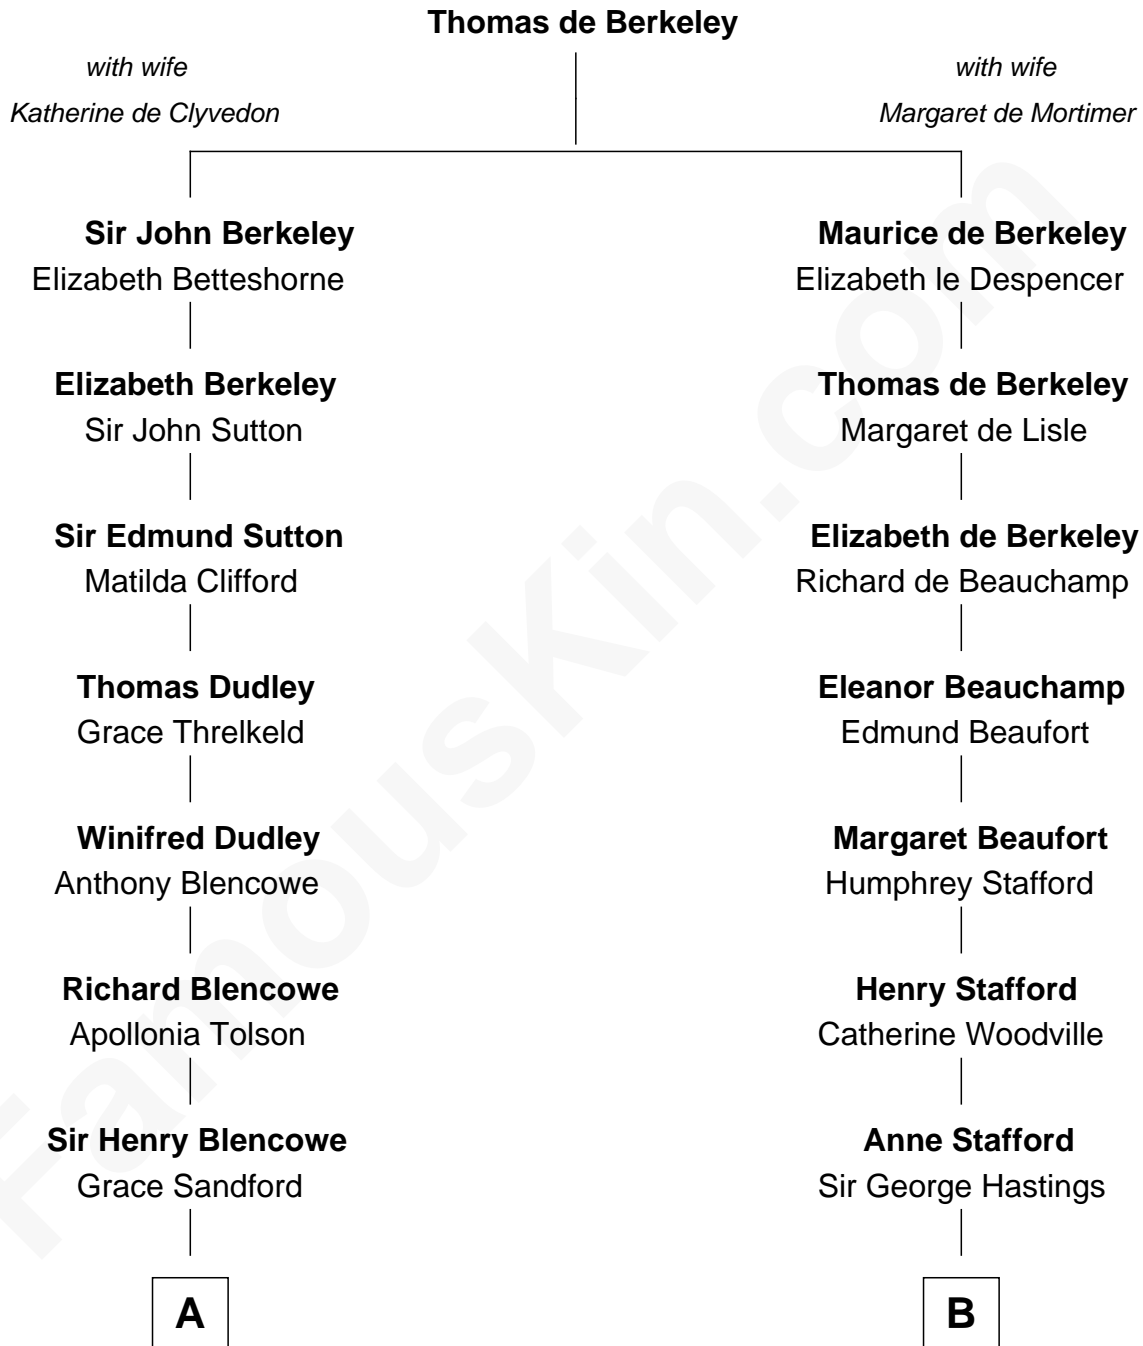 Thomas de Berkeley
with wife
Katherine de Clyvedon
with wife
Margaret de Mortimer
Sir John Berkeley
Elizabeth Betteshorne
Elizabeth Berkeley
Sir John Sutton
Sir Edmund Sutton
Matilda Clifford
Thomas Dudley
Grace Threlkeld
Winifred Dudley
Anthony Blencowe
Richard Blencowe
Apollonia Tolson
Sir Henry Blencowe
Grace Sandford
A
Maurice de Berkeley
Elizabeth le Despencer
Thomas de Berkeley
Margaret de Lisle
Elizabeth de Berkeley
Richard de Beauchamp
Eleanor Beauchamp
Edmund Beaufort
Margaret Beaufort
Humphrey Stafford
Henry Stafford
Catherine Woodville
Anne Stafford
Sir George Hastings
B
FamousKin.com